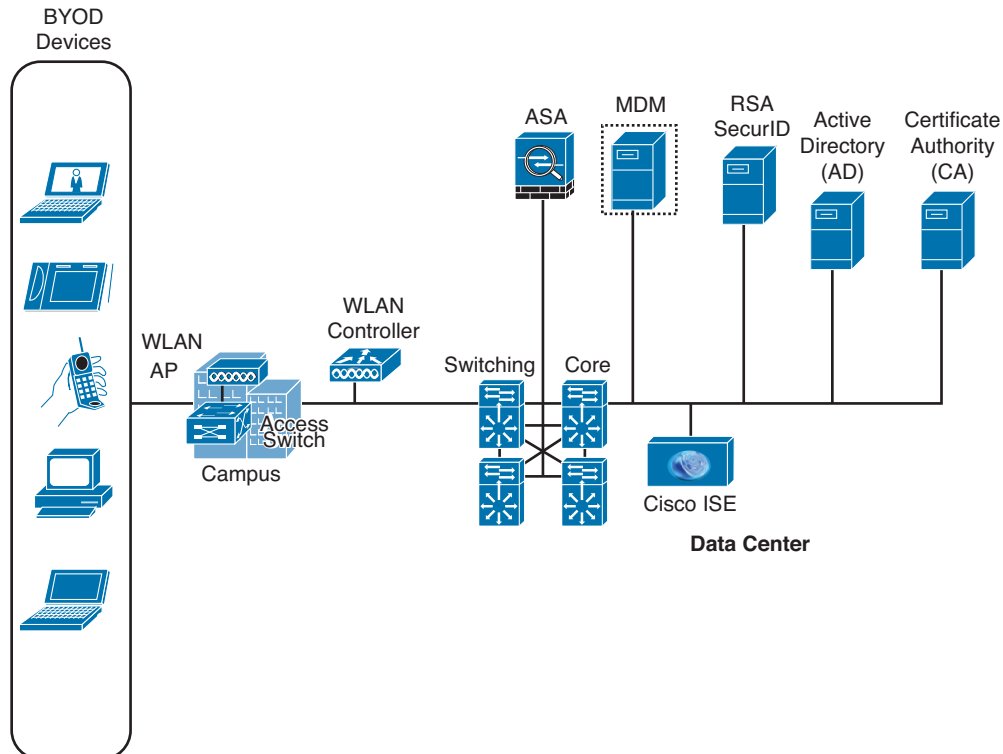 BYOD
Devices
ASA
MDM
RSA
SecurID
Active
Directory
(AD)
Certificate
Authority
(CA)
WLAN
AP
WLAN
Controller
Switching
Core
Access
Switch
Campus
Cisco ISE
Data Center